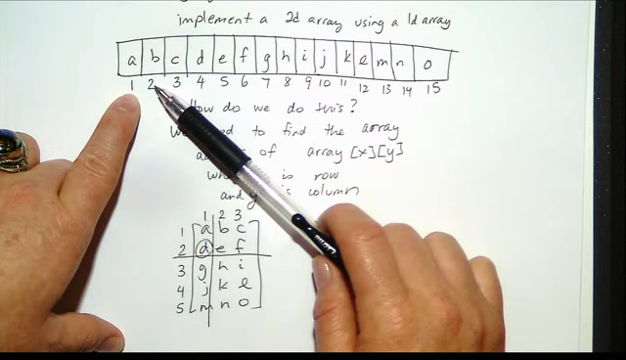 implement a 2d array using a 1d array
a b c d e f g h i j k l m n o
1 2 3 4 5 6 7 8 9 10 11 12 13 14 15
How do we do this?
to find the array
of array [x][y]
is row
and y is column
1 2 3
1 a b c
2 d e f
3 g h i
4 j k l
5 m n o